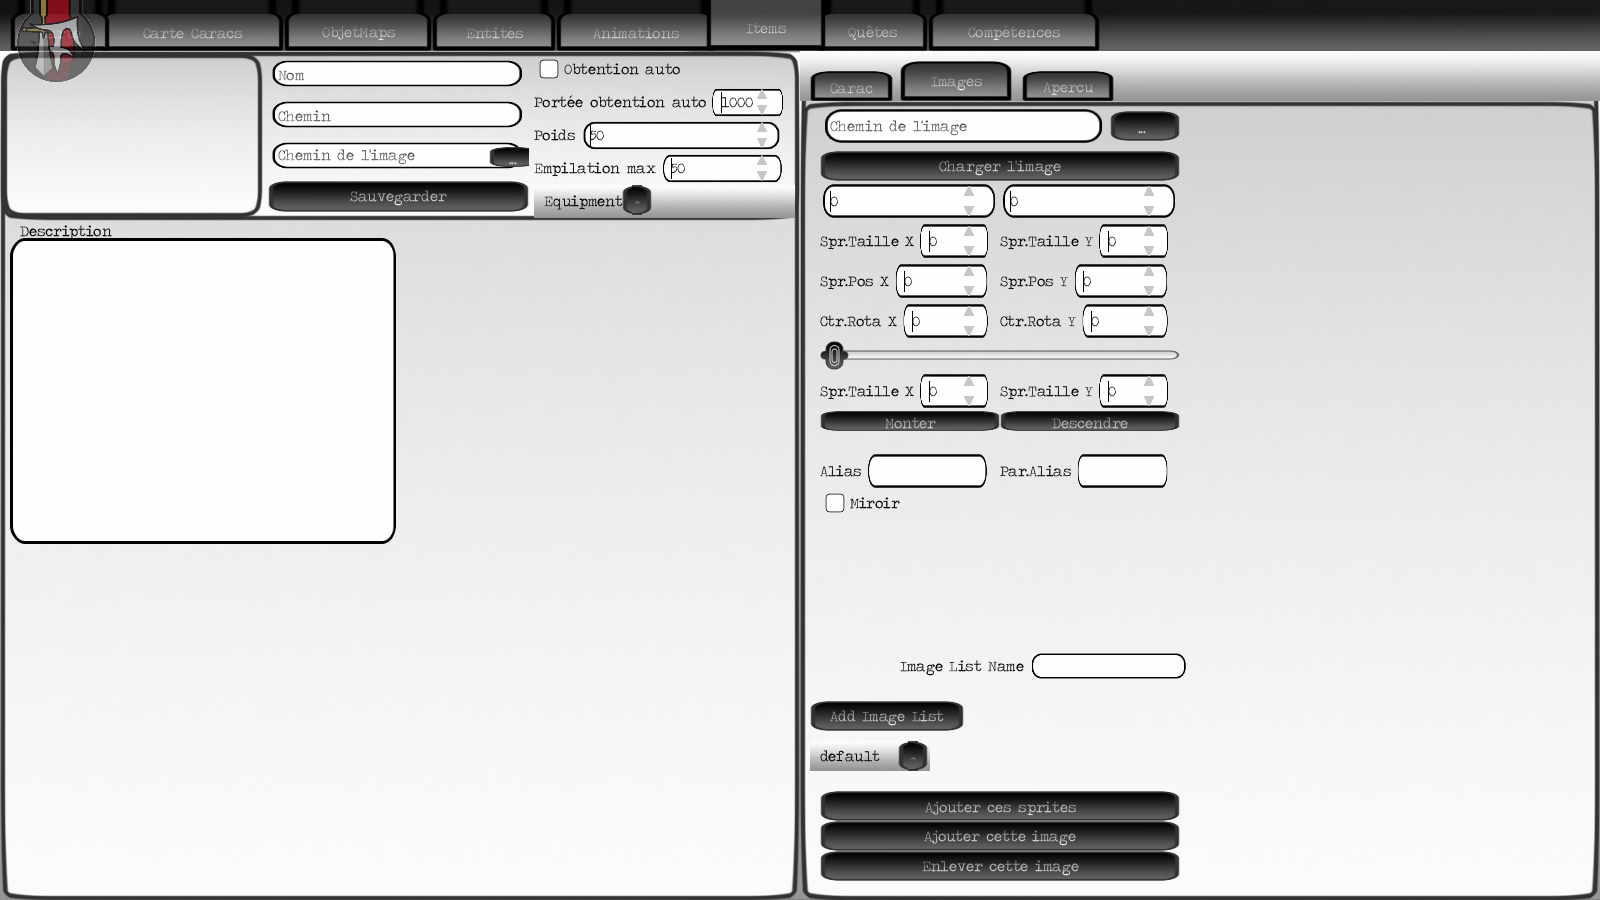 Carte Caracs
ObjetMaps
Entités
Animations
Items
Quêtes
Compétences
Nom
Chemin
Chemin de l'image
...
Sauvegarder
Obtention auto
Portée obtention auto 1000
Poids 50
Empilation max 50
Equipment
Description
Carac
Images
Apercu
Chemin de l'image
...
Charger l'image
0 0
Spr.Taille X 0 Spr.Taille Y 0
Spr.Pos X 0 Spr.Pos Y 0
Ctr.Rota X 0 Ctr.Rota Y 0
Spr.Taille X 0 Spr.Taille Y 0
Monter Descendre
Alias Par.Alias
Miroir
Image List Name
Add Image List
default
Ajouter ces sprites
Ajouter cette image
Enlever cette image